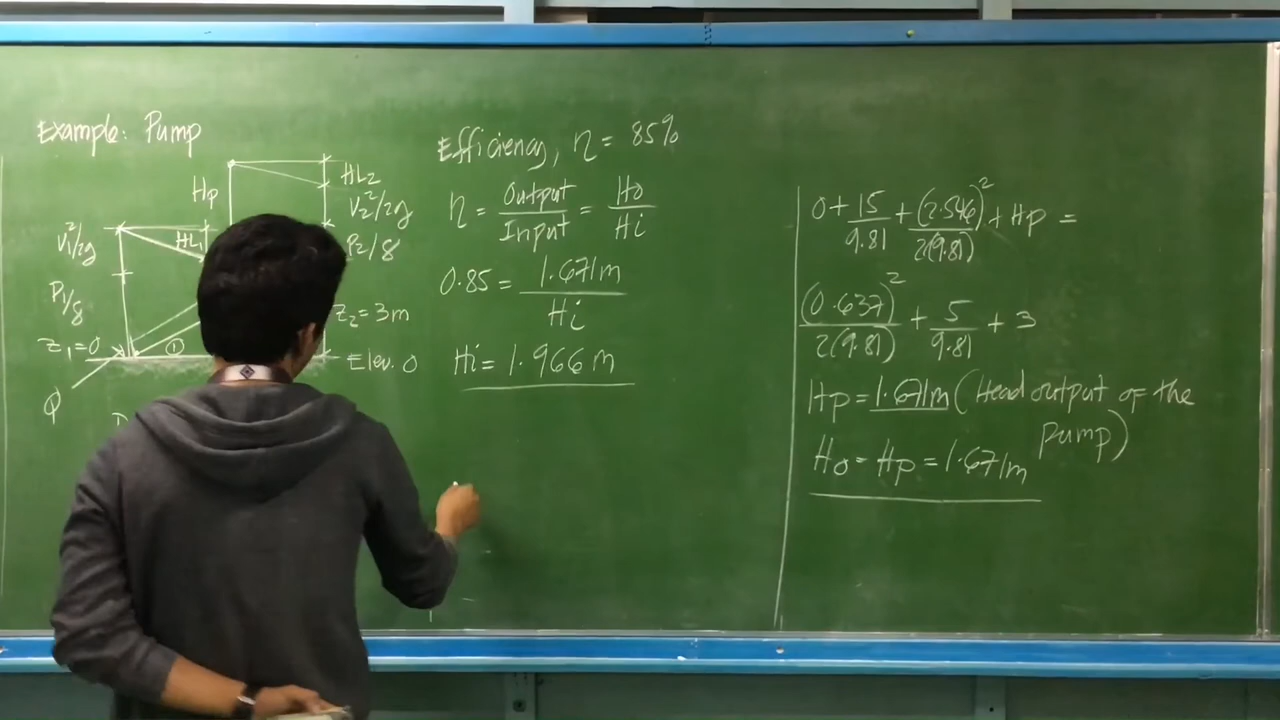 Example: Pump
Hp
HL2
V2²/2g
P2/8
V1²/2g
HL1
P1/8
Z1=0
①
Z2 = 3m
Elev. 0
Q
D
Efficiency, η = 85%
η = Output/Input = Ho/Hi
0.85 = 1.671m/Hi
Hi = 1.966 m
0 + 15/9.81 + (2.546)²/2(9.81) + Hp =
(0.637)²/2(9.81) + 5/9.81 + 3
Hp = 1.671m (Head output of the
pump)
Ho = Hp = 1.671m